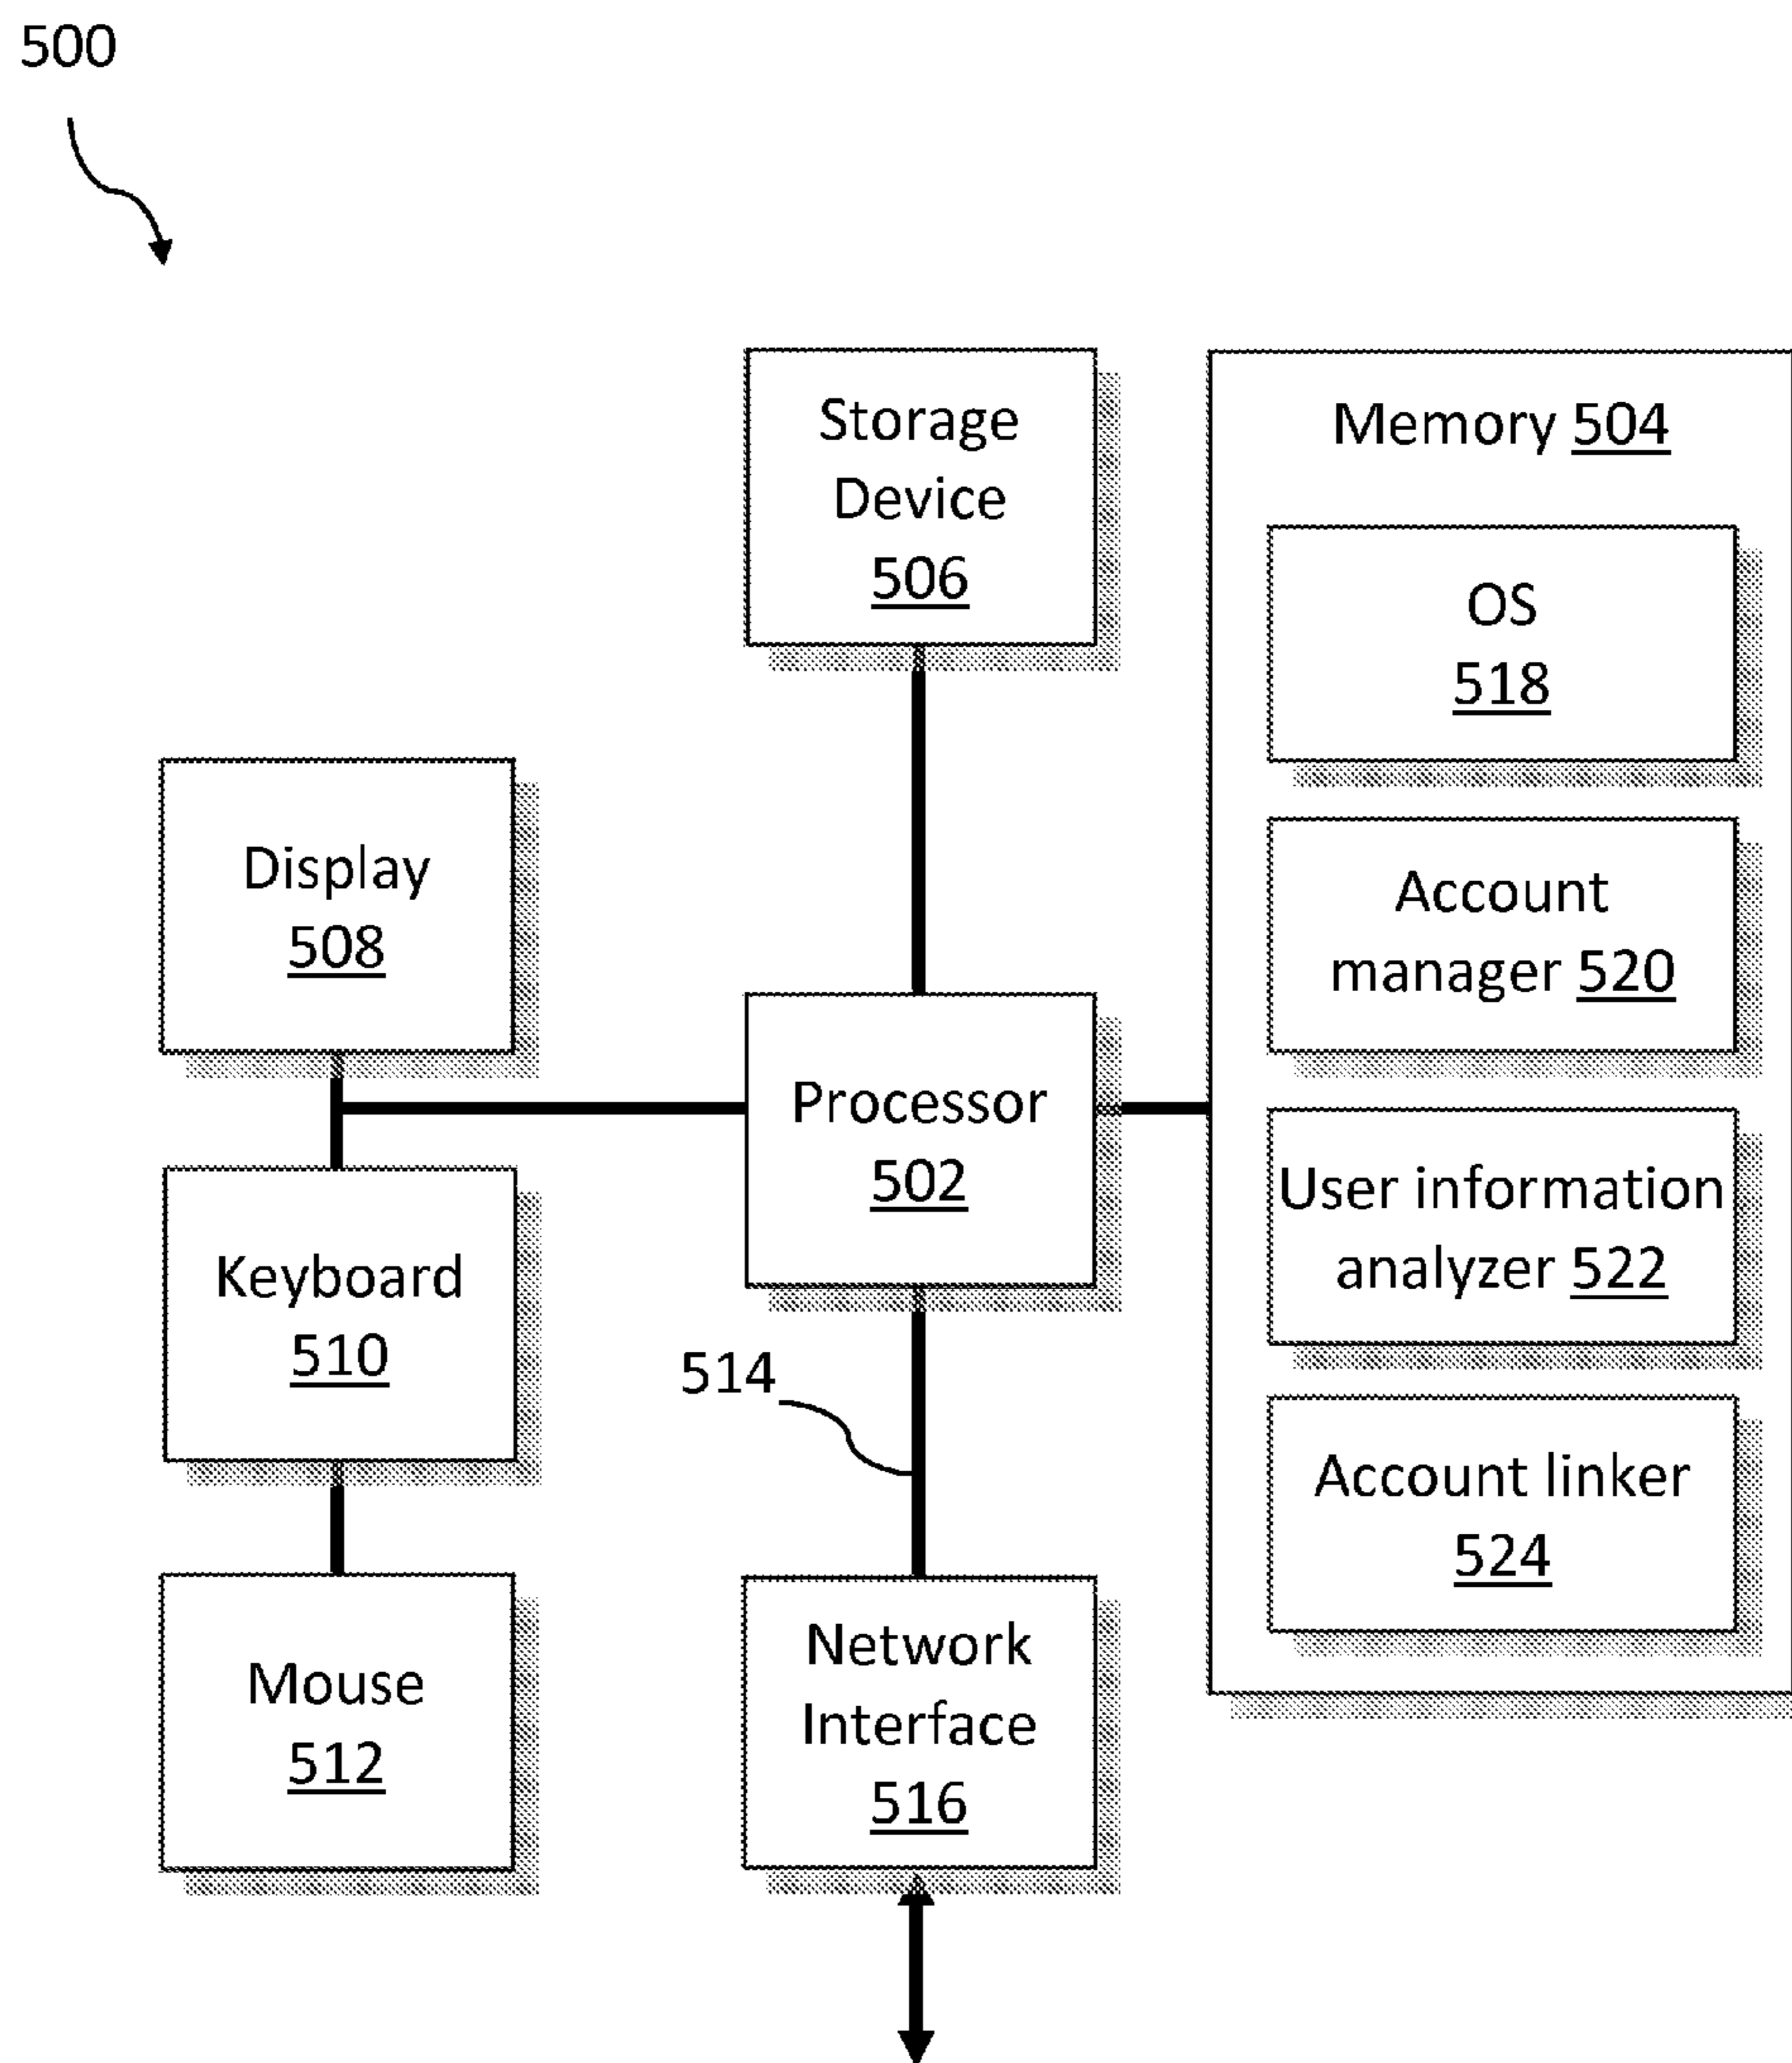 500
Storage
Device
506
Memory 504
OS
518
Account
manager 520
User information
analyzer 522
Account linker
524
Display
508
Processor
502
Keyboard
510
514
Mouse
512
Network
Interface
516